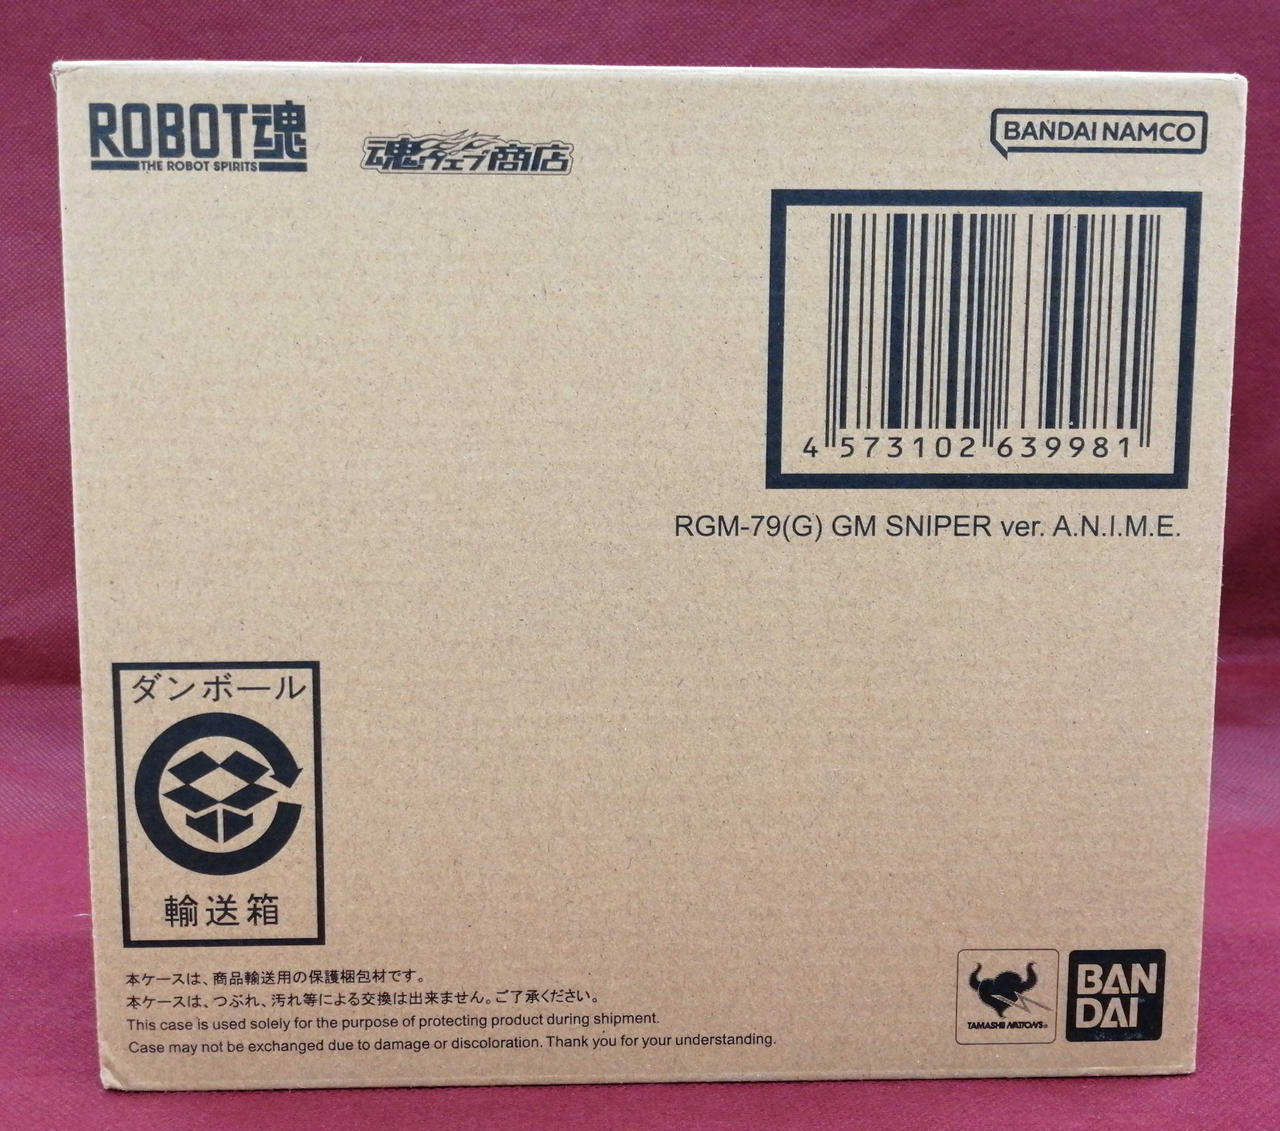 ROBOT魂
THE ROBOT SPIRITS
魂ウェブ商店
BANDAI NAMCO
4 573102 639981
RGM-79(G) GM SNIPER ver. A.N.I.M.E.
ダンボール
輸送箱
本ケースは、商品輸送用の保護梱包材です。
本ケースは、つぶれ、汚れ等による交換は出来ません。ご了承ください。
This case is used solely for the purpose of protecting product during shipment.
Case may not be exchanged due to damage or discoloration. Thank you for your understanding.
TAMASHII NATIONS®
BAN
DAI